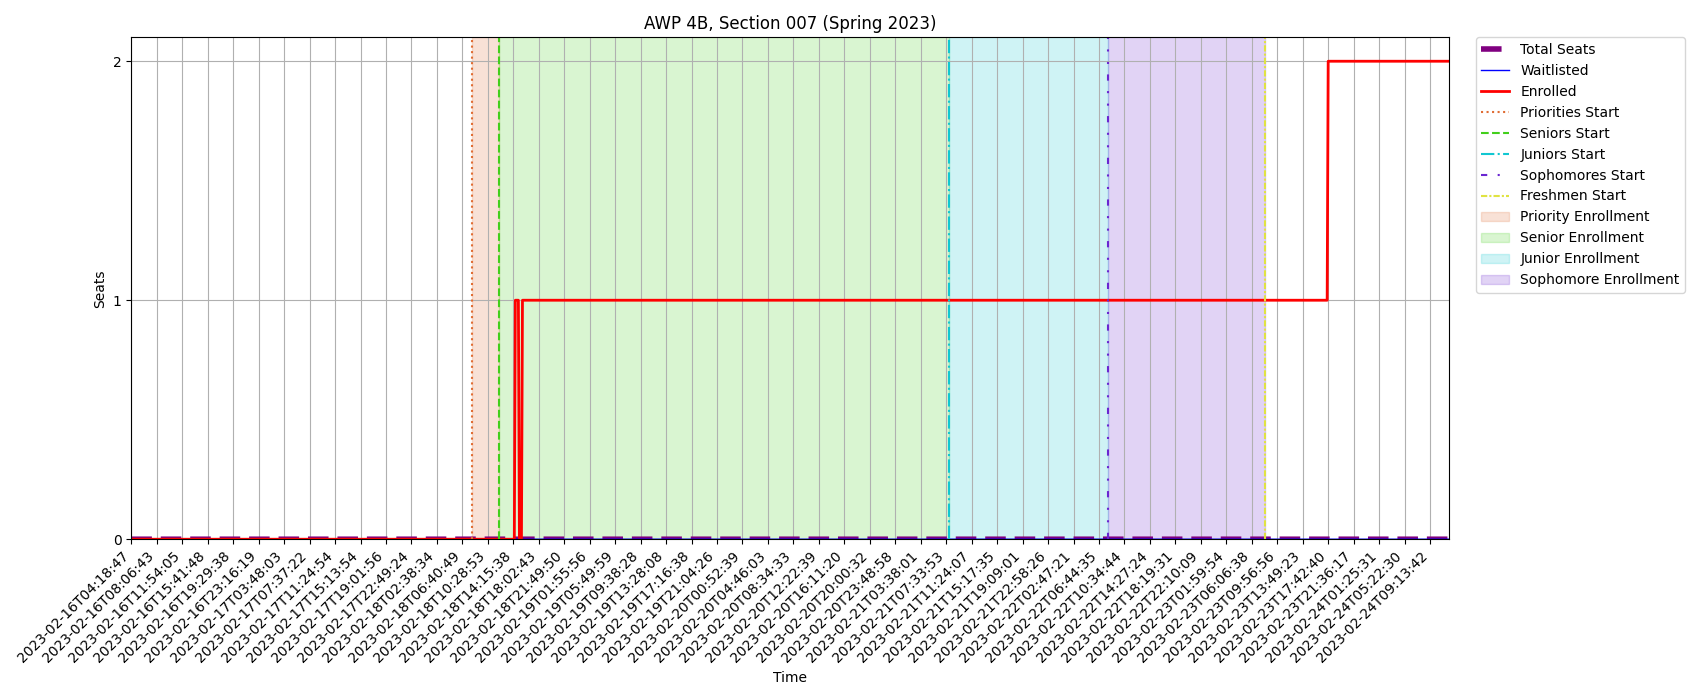 AWP 4B, Section 007 (Spring 2023)
Seats
2
1
0
2023-02-16T04:18:47
2023-02-16T08:06:43
2023-02-16T11:54:05
2023-02-16T15:41:48
2023-02-16T19:29:38
2023-02-16T23:16:19
2023-02-17T03:48:03
2023-02-17T07:37:22
2023-02-17T11:24:54
2023-02-17T15:13:54
2023-02-17T19:01:56
2023-02-17T22:49:24
2023-02-18T02:38:34
2023-02-18T06:40:49
2023-02-18T10:28:53
2023-02-18T14:15:38
2023-02-18T18:02:43
2023-02-18T21:49:50
2023-02-19T01:55:56
2023-02-19T05:49:59
2023-02-19T09:38:28
2023-02-19T13:28:08
2023-02-19T17:16:38
2023-02-19T21:04:26
2023-02-20T00:52:39
2023-02-20T04:46:03
2023-02-20T08:34:33
2023-02-20T12:22:39
2023-02-20T16:11:20
2023-02-20T20:00:32
2023-02-20T23:48:58
2023-02-21T03:38:01
2023-02-21T07:33:53
2023-02-21T11:24:07
2023-02-21T15:17:35
2023-02-21T19:09:01
2023-02-21T22:58:26
2023-02-22T02:47:21
2023-02-22T06:44:35
2023-02-22T10:34:44
2023-02-22T14:27:24
2023-02-22T18:19:31
2023-02-22T22:10:09
2023-02-23T01:59:54
2023-02-23T06:06:38
2023-02-23T09:56:56
2023-02-23T13:49:23
2023-02-23T17:42:40
2023-02-23T21:36:17
2023-02-24T01:25:31
2023-02-24T05:22:30
2023-02-24T09:13:42
Time
Total Seats
Waitlisted
Enrolled
Priorities Start
Seniors Start
Juniors Start
Sophomores Start
Freshmen Start
Priority Enrollment
Senior Enrollment
Junior Enrollment
Sophomore Enrollment